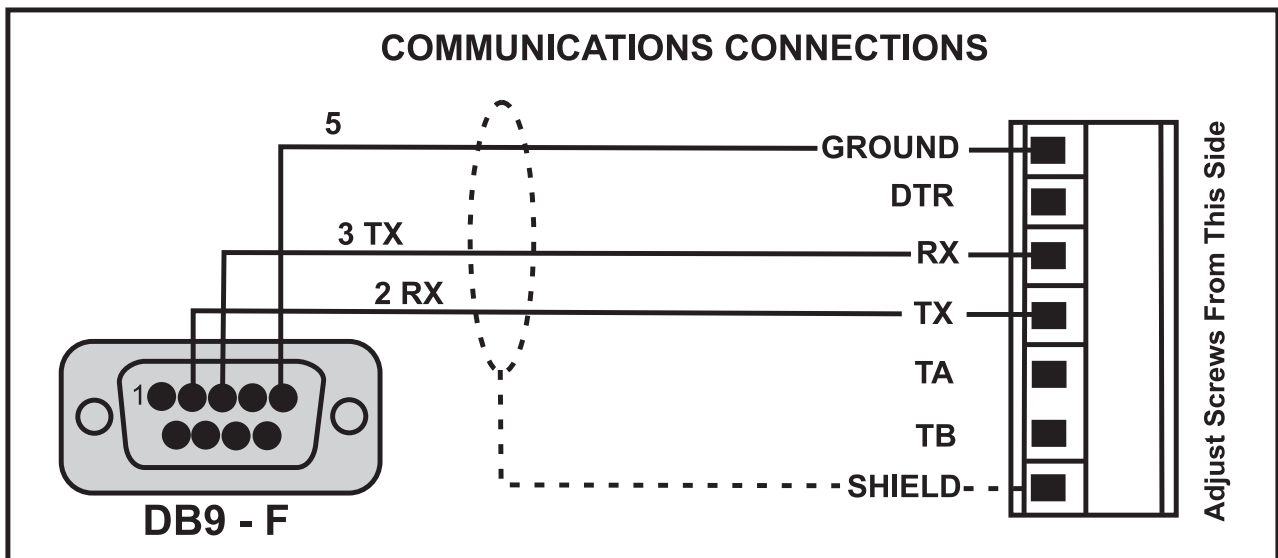 COMMUNICATIONS CONNECTIONS
5
GROUND
DTR
3 TX
RX
2 RX
TX
1
TA
TB
SHIELD
DB9 - F
Adjust Screws From This Side